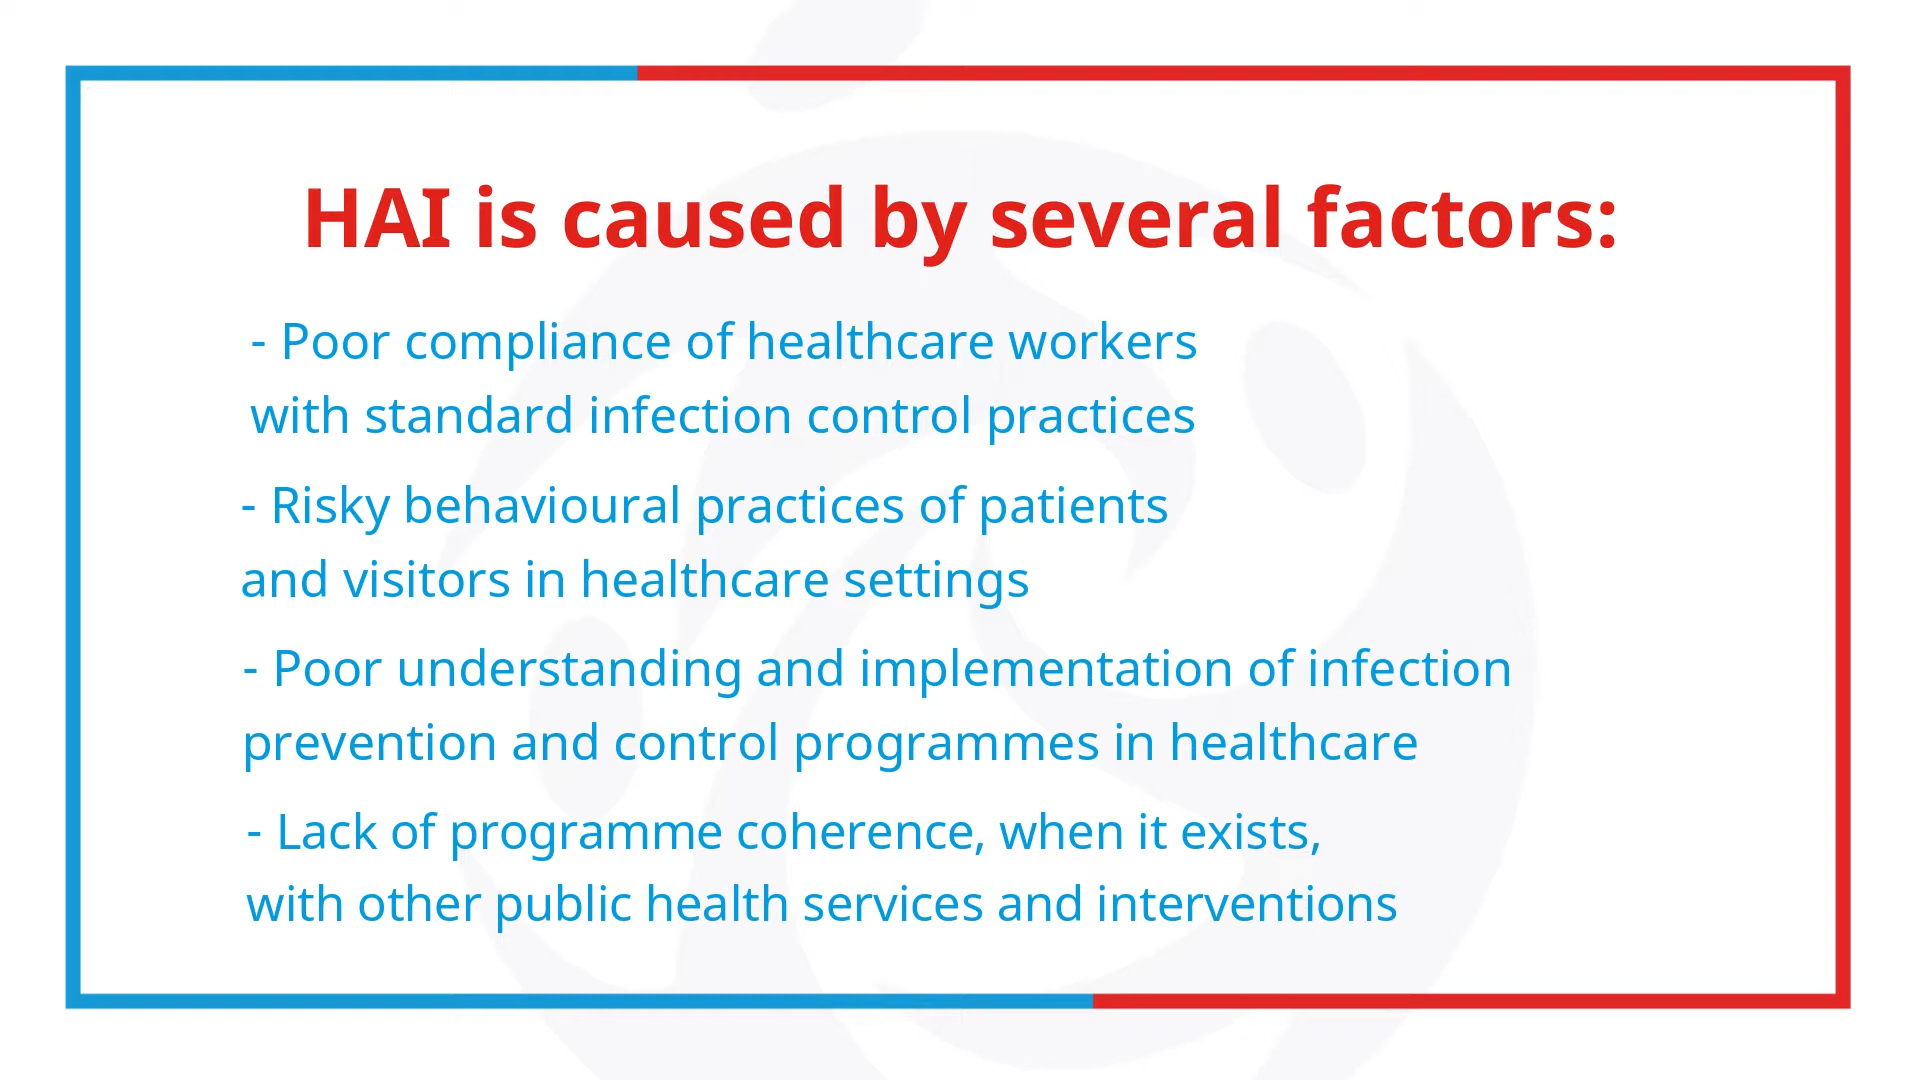 HAI is caused by several factors:
- Poor compliance of healthcare workers
with standard infection control practices
- Risky behavioural practices of patients
and visitors in healthcare settings
- Poor understanding and implementation of infection
prevention and control programmes in healthcare
- Lack of programme coherence, when it exists,
with other public health services and interventions